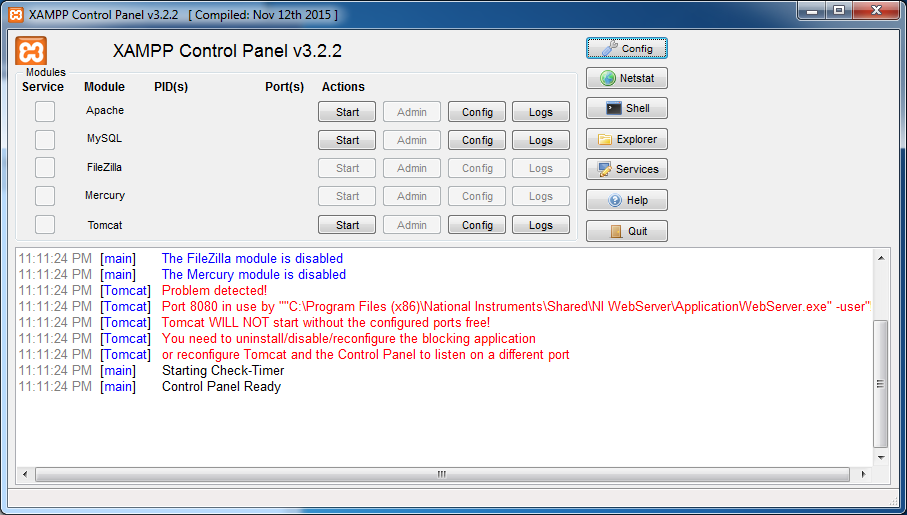 XAMPP Control Panel v3.2.2 [ Compiled: Nov 12th 2015 ]
XAMPP Control Panel v3.2.2
Config
Modules
Service Module PID(s) Port(s) Actions
Netstat
Apache Start Admin Config Logs
Shell
MySQL Start Admin Config Logs
Explorer
FileZilla Start Admin Config Logs
Services
Mercury Start Admin Config Logs
Help
Tomcat Start Admin Config Logs
Quit
11:11:24 PM [main] The FileZilla module is disabled
11:11:24 PM [main] The Mercury module is disabled
11:11:24 PM [Tomcat] Problem detected!
11:11:24 PM [Tomcat] Port 8080 in use by ""C:\Program Files (x86)\National Instruments\Shared\NI WebServer\ApplicationWebServer.exe" -user"
11:11:24 PM [Tomcat] Tomcat WILL NOT start without the configured ports free!
11:11:24 PM [Tomcat] You need to uninstall/disable/reconfigure the blocking application
11:11:24 PM [Tomcat] or reconfigure Tomcat and the Control Panel to listen on a different port
11:11:24 PM [main] Starting Check-Timer
11:11:24 PM [main] Control Panel Ready